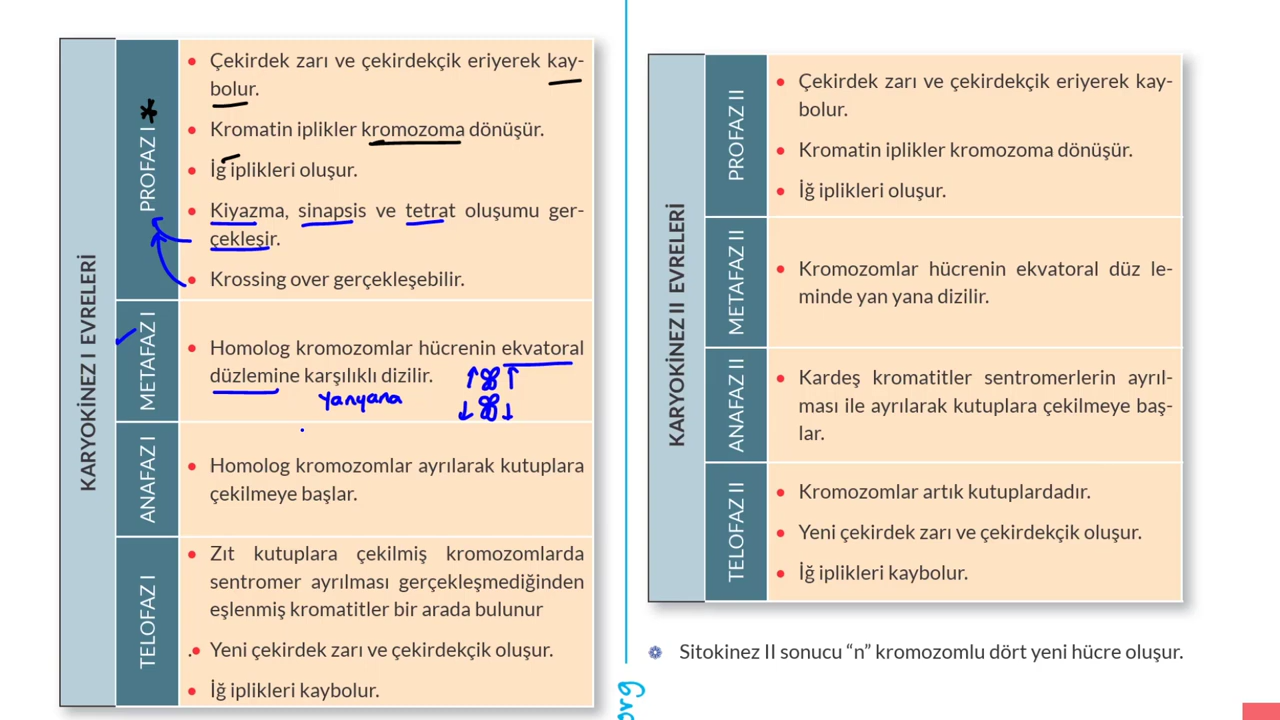 KARYOKİNEZ I EVRELERİ
PROFAZ I *
• Çekirdek zarı ve çekirdekçik eriyerek kay-
bolur.
• Kromatin iplikler kromozoma dönüşür.
• İğ iplikleri oluşur.
• Kiyazma, sinapsis ve tetrat oluşumu ger-
çekleşir.
• Krossing over gerçekleşebilir.
METAFAZ I
• Homolog kromozomlar hücrenin ekvatoral
düzlemine karşılıklı dizilir.
Yanyana
ANAFAZ I
• Homolog kromozomlar ayrılarak kutuplara
çekilmeye başlar.
TELOFAZ I
• Zıt kutuplara çekilmiş kromozomlarda
sentromer ayrılması gerçekleşmediğinden
eşlenmiş kromatitler bir arada bulunur
• Yeni çekirdek zarı ve çekirdekçik oluşur.
• İğ iplikleri kaybolur.
org
KARYOKİNEZ II EVRELERİ
PROFAZ II
• Çekirdek zarı ve çekirdekçik eriyerek kay-
bolur.
• Kromatin iplikler kromozoma dönüşür.
• İğ iplikleri oluşur.
METAFAZ II
• Kromozomlar hücrenin ekvatoral düz le-
minde yan yana dizilir.
ANAFAZ II
• Kardeş kromatitler sentromerlerin ayrıl-
ması ile ayrılarak kutuplara çekilmeye baş-
lar.
TELOFAZ II
• Kromozomlar artık kutuplardadır.
• Yeni çekirdek zarı ve çekirdekçik oluşur.
• İğ iplikleri kaybolur.
Sitokinez II sonucu “n” kromozomlu dört yeni hücre oluşur.